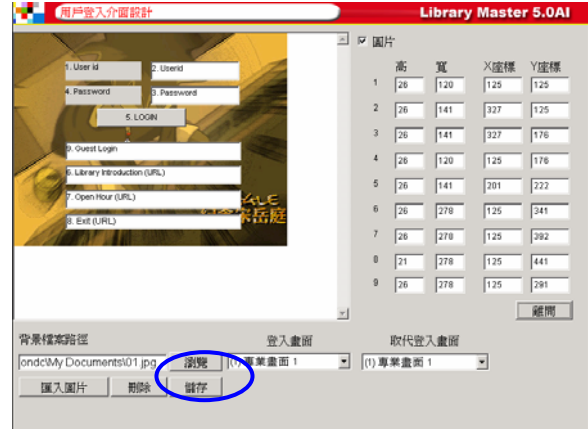 用戶登入介面設計
Library Master 5.0AI
圖片
1. User id
2. Userid
4. Password
3. Password
5. LOGIN
9. Guest Login
6. Library Introduction (URL)
7. Open Hour (URL)
8. Exit (URL)
高 寬 X座標 Y座標
1 26 120 125 125
2 26 141 327 125
3 26 141 327 176
4 26 120 125 176
5 26 141 201 222
6 26 278 125 341
7 26 278 125 392
8 21 278 125 441
9 26 278 125 291
離開
背景檔案路徑 登入畫面 取代登入畫面
ondc\My Documents\01.jpg 瀏覽 (1) 專業畫面 1 (1) 專業畫面 1
匯入圖片 刪除 儲存